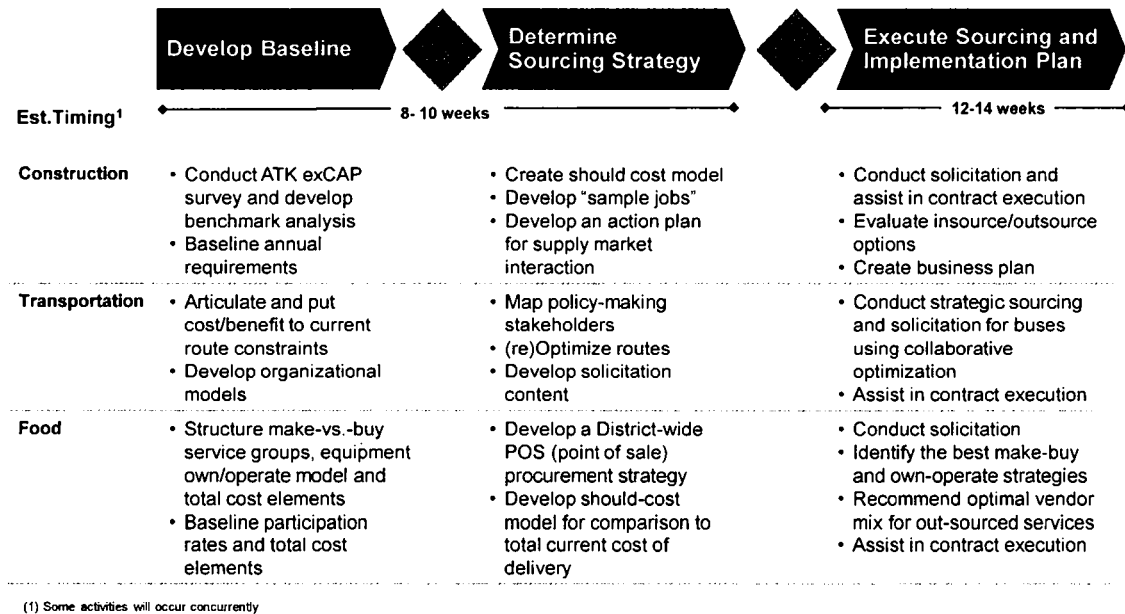 Develop Baseline
Determine
Sourcing Strategy
Execute Sourcing and
Implementation Plan
Est.Timing¹
8- 10 weeks
12-14 weeks
Construction
• Conduct ATK exCAP
survey and develop
benchmark analysis
• Baseline annual
requirements
• Create should cost model
• Develop “sample jobs”
• Develop an action plan
for supply market
interaction
• Conduct solicitation and
assist in contract execution
• Evaluate insource/outsource
options
• Create business plan
Transportation
• Articulate and put
cost/benefit to current
route constraints
• Develop organizational
models
• Map policy-making
stakeholders
• (re)Optimize routes
• Develop solicitation
content
• Conduct strategic sourcing
and solicitation for buses
using collaborative
optimization
• Assist in contract execution
Food
• Structure make-vs.-buy
service groups, equipment
own/operate model and
total cost elements
• Baseline participation
rates and total cost
elements
• Develop a District-wide
POS (point of sale)
procurement strategy
• Develop should-cost
model for comparison to
total current cost of
delivery
• Conduct solicitation
• Identify the best make-buy
and own-operate strategies
• Recommend optimal vendor
mix for out-sourced services
• Assist in contract execution
(1) Some activities will occur concurrently